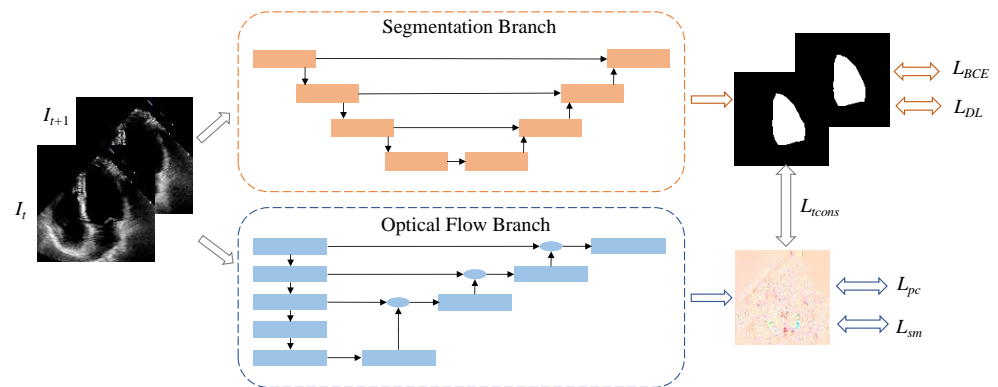 Segmentation Branch
I_{t+1}
I_t
L_{BCE}
L_{DL}
L_{tcons}
Optical Flow Branch
L_{pc}
L_{sm}